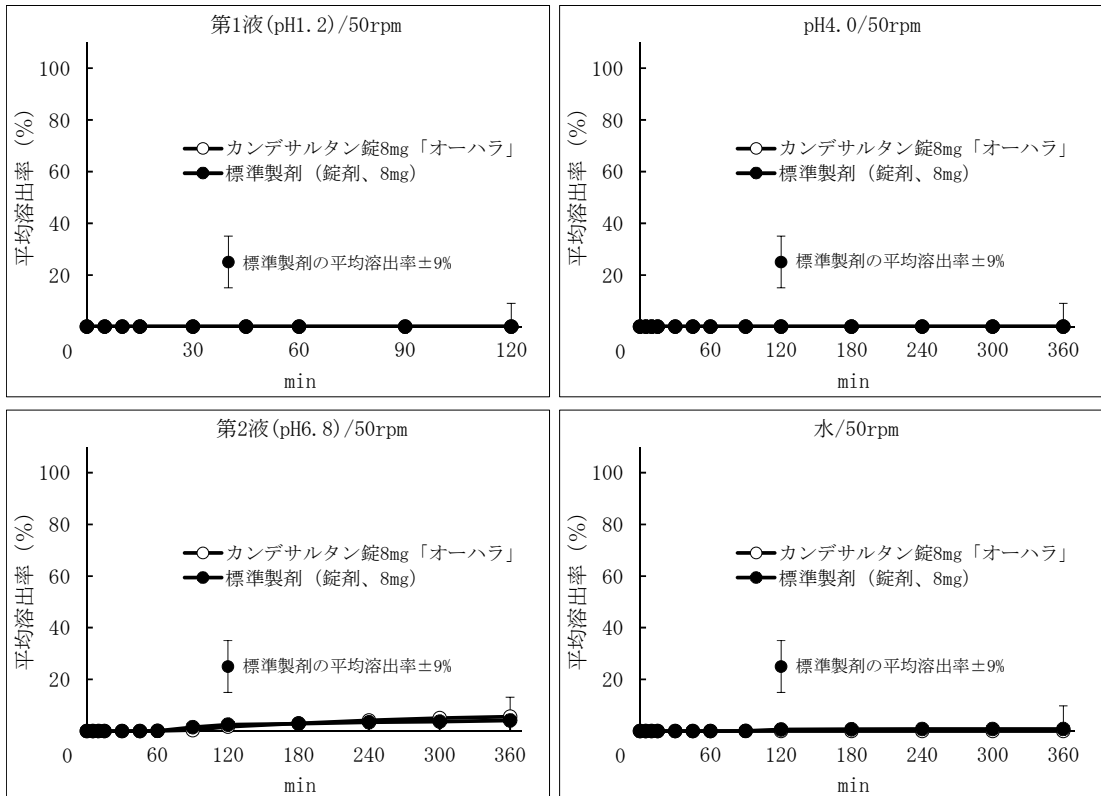 第1液(pH1.2)/50rpm
平均溶出率 (%)
100
80
60
40
20
0
カンデサルタン錠8mg「オーハラ」
標準製剤 (錠剤、8mg)
標準製剤の平均溶出率±9%
30 60 90 120
min
pH4.0/50rpm
平均溶出率 (%)
100
80
60
40
20
0
カンデサルタン錠8mg「オーハラ」
標準製剤 (錠剤、8mg)
標準製剤の平均溶出率±9%
60 120 180 240 300 360
min
第2液(pH6.8)/50rpm
平均溶出率 (%)
100
80
60
40
20
0
カンデサルタン錠8mg「オーハラ」
標準製剤 (錠剤、8mg)
標準製剤の平均溶出率±9%
60 120 180 240 300 360
min
水/50rpm
平均溶出率 (%)
100
80
60
40
20
0
カンデサルタン錠8mg「オーハラ」
標準製剤 (錠剤、8mg)
標準製剤の平均溶出率±9%
60 120 180 240 300 360
min